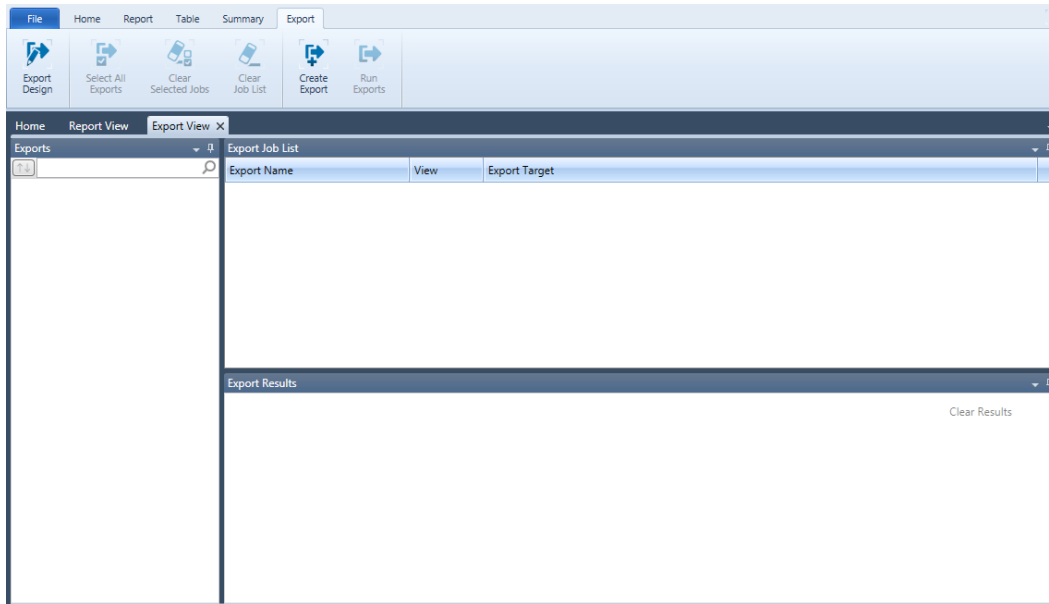 File Home Report Table Summary Export
Export Design
Select All Exports
Clear Selected Jobs
Clear Job List
Create Export
Run Exports
Home Report View Export View
Exports
Export Job List
Export Name View Export Target
Export Results
Clear Results